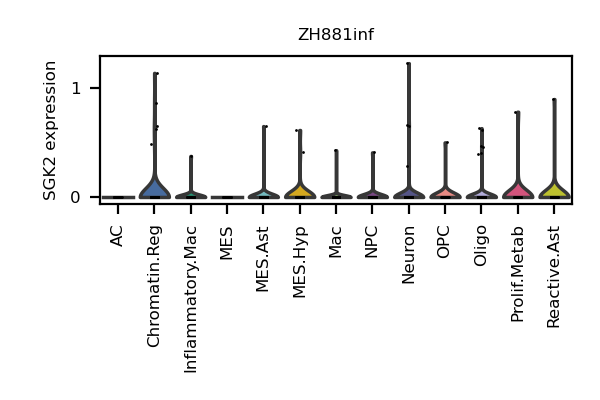 ZH881inf
SGK2 expression
1
0
AC
Chromatin.Reg
Inflammatory.Mac
MES
MES.Ast
MES.Hyp
Mac
NPC
Neuron
OPC
Oligo
Prolif.Metab
Reactive.Ast